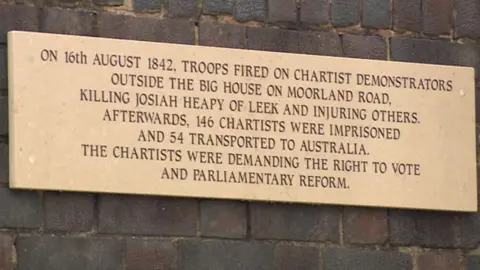 ON 16th AUGUST 1842, TROOPS FIRED ON CHARTIST DEMONSTRATORS
OUTSIDE THE BIG HOUSE ON MOORLAND ROAD,
KILLING JOSIAH HEAPY OF LEEK AND INJURING OTHERS.
AFTERWARDS, 146 CHARTISTS WERE IMPRISONED
AND 54 TRANSPORTED TO AUSTRALIA.
THE CHARTISTS WERE DEMANDING THE RIGHT TO VOTE
AND PARLIAMENTARY REFORM.